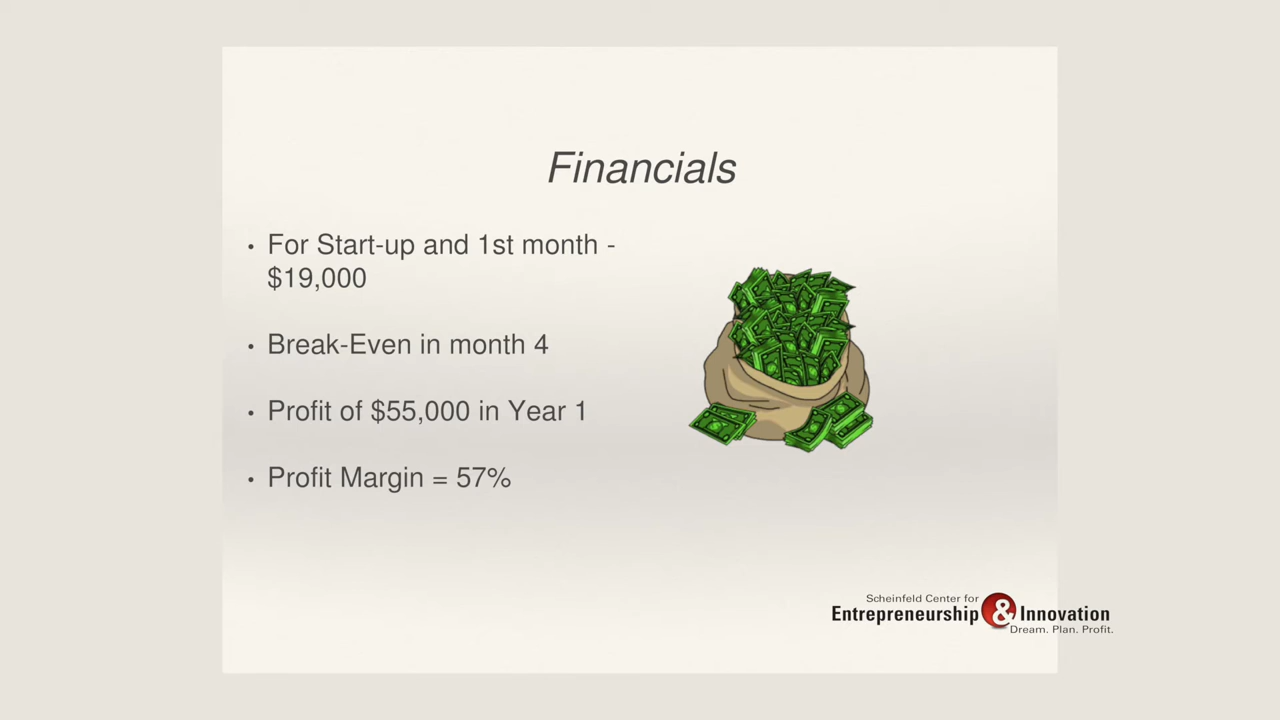 Financials
• For Start-up and 1st month -
$19,000
• Break-Even in month 4
• Profit of $55,000 in Year 1
• Profit Margin = 57%
Scheinfeld Center for
Entrepreneurship & Innovation
Dream. Plan. Profit.